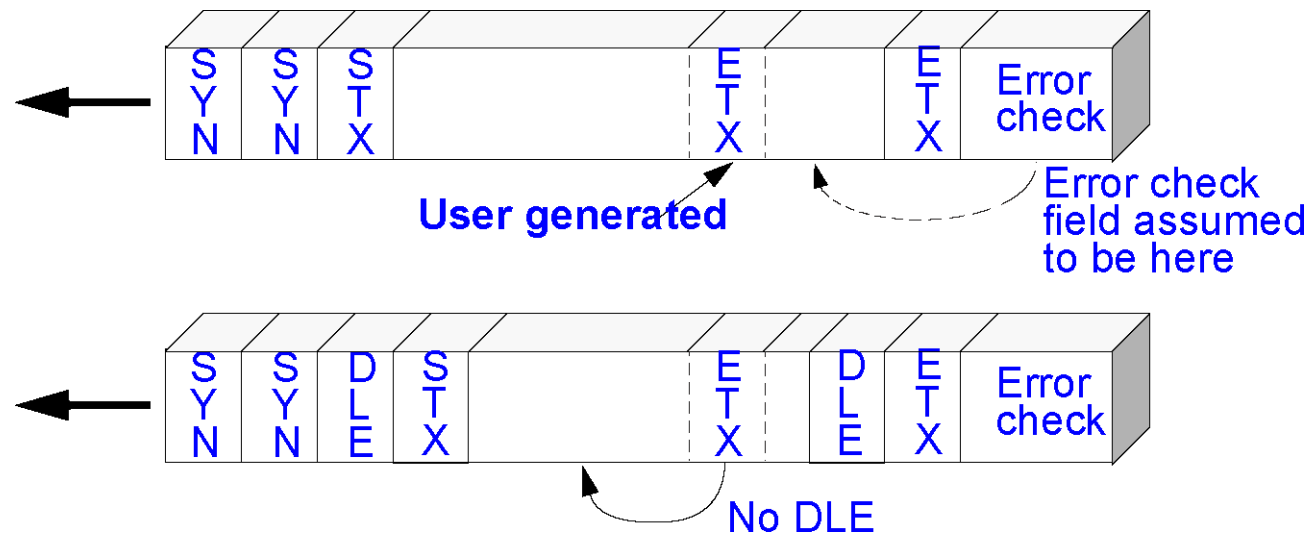 SYN SYN STX ETX ETX Error check
User generated
Error check
field assumed
to be here
SYN SYN DLE STX ETX DLE ETX Error check
No DLE